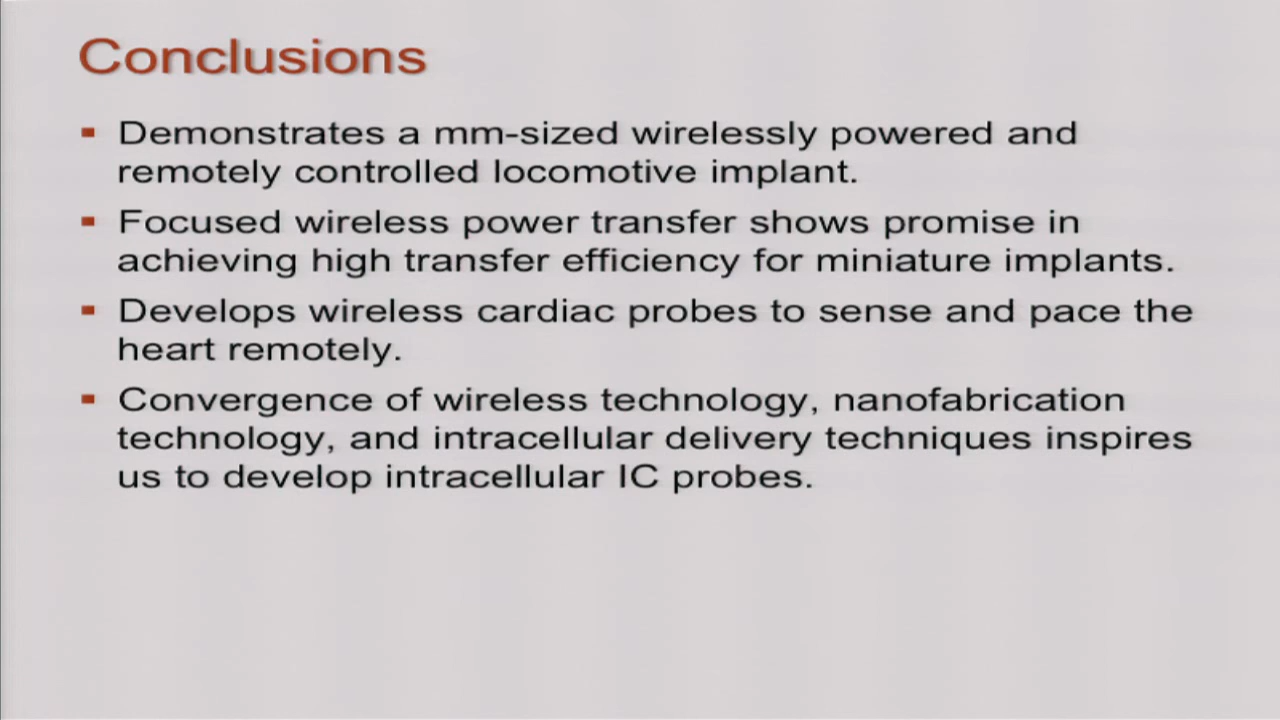 Conclusions
▪ Demonstrates a mm-sized wirelessly powered and
remotely controlled locomotive implant.
▪ Focused wireless power transfer shows promise in
achieving high transfer efficiency for miniature implants.
▪ Develops wireless cardiac probes to sense and pace the
heart remotely.
▪ Convergence of wireless technology, nanofabrication
technology, and intracellular delivery techniques inspires
us to develop intracellular IC probes.